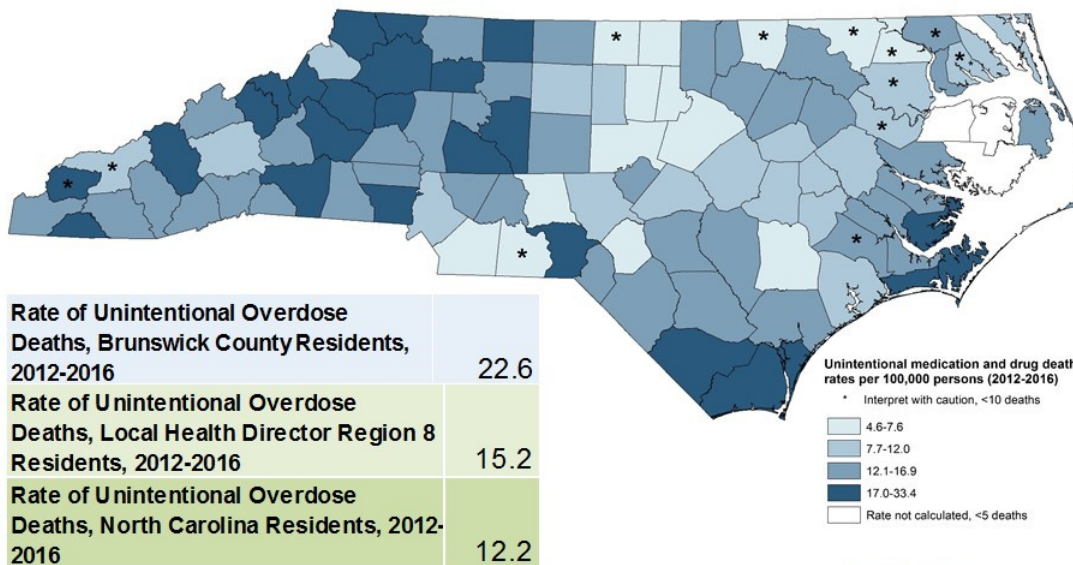 *
*
*
*
*
*
*
*
*
*
*
*
Rate of Unintentional Overdose
Deaths, Brunswick County Residents,
2012-2016
22.6
Rate of Unintentional Overdose
Deaths, Local Health Director Region 8
Residents, 2012-2016
15.2
Rate of Unintentional Overdose
Deaths, North Carolina Residents, 2012-
2016
12.2
Unintentional medication and drug death
rates per 100,000 persons (2012-2016)
* Interpret with caution, <10 deaths
4.6-7.6
7.7-12.0
12.1-16.9
17.0-33.4
Rate not calculated, <5 deaths